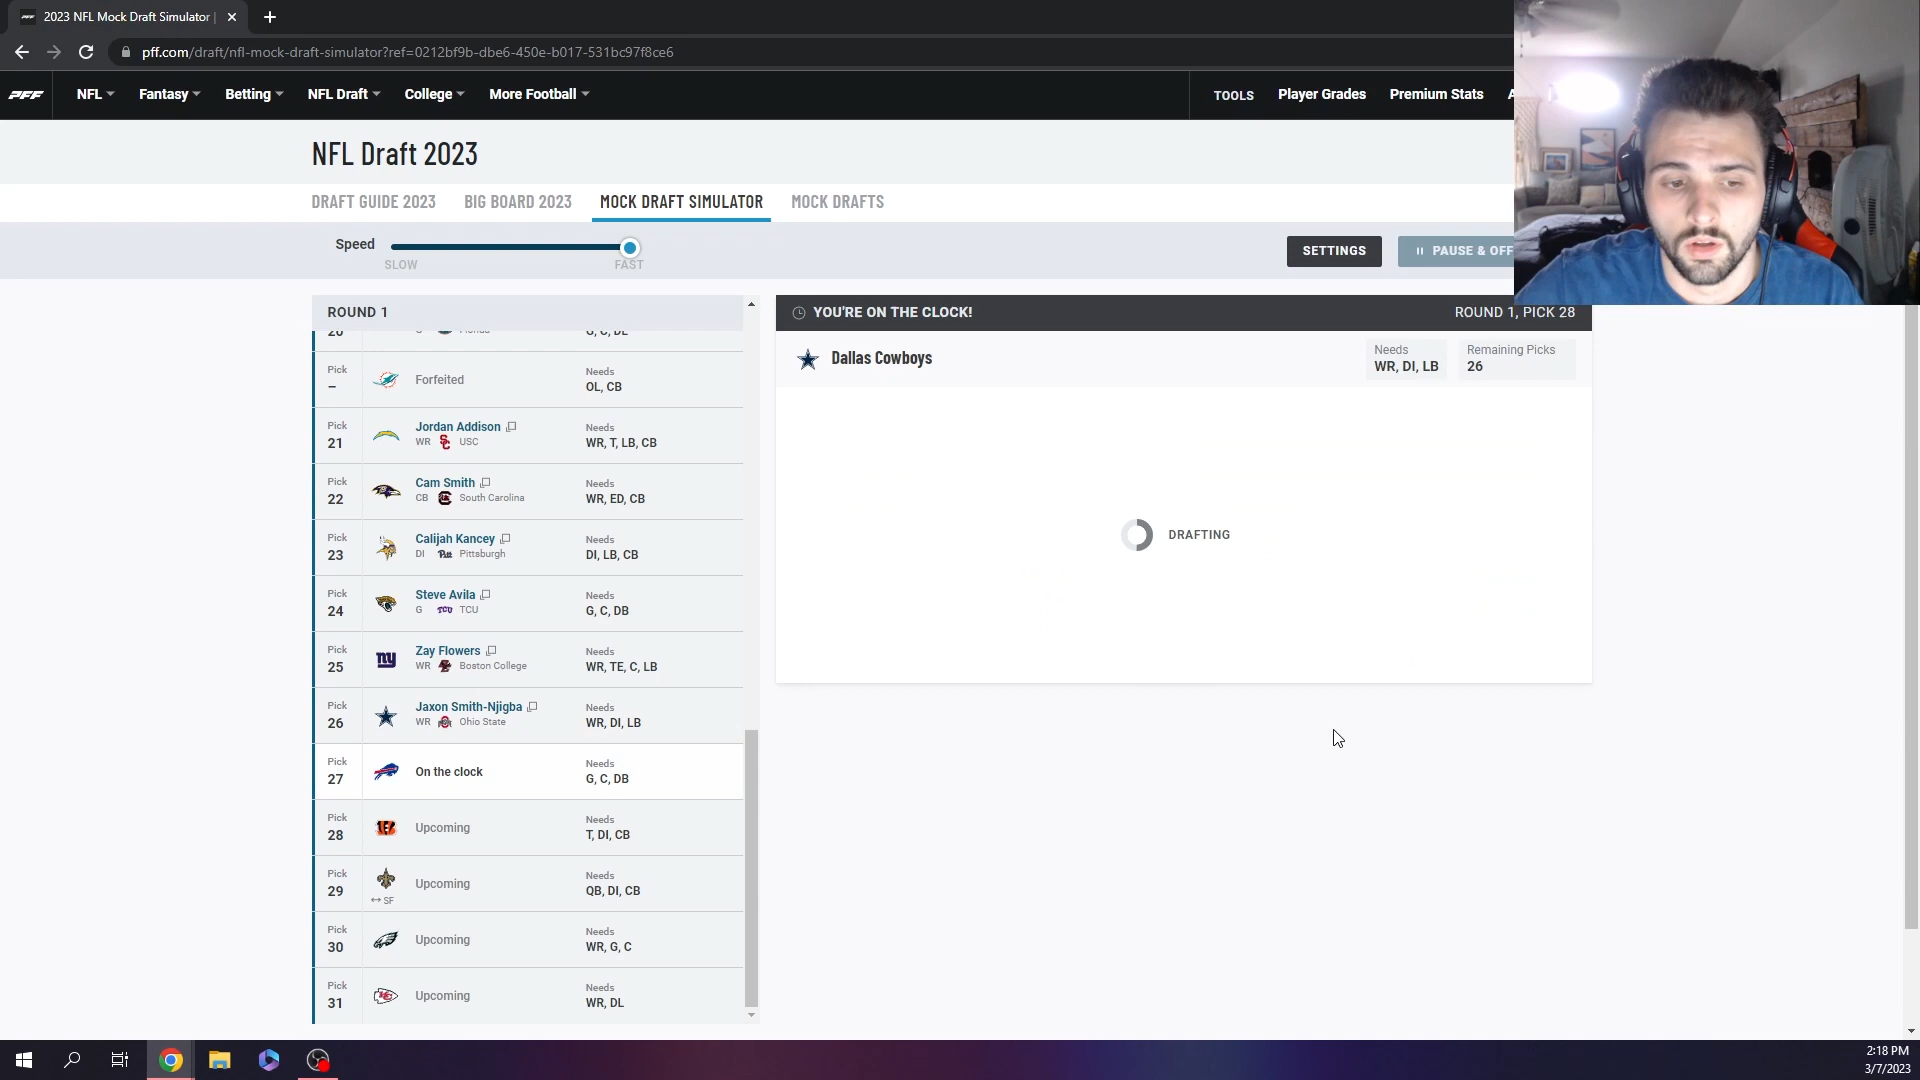 2023 NFL Mock Draft Simulator |
pff.com/draft/nfl-mock-draft-simulator?ref=0212bf9b-dbe6-450e-b017-531bc97f8ce6
PFF NFL Fantasy Betting NFL Draft College More Football TOOLS Player Grades Premium Stats A
NFL Draft 2023
DRAFT GUIDE 2023 BIG BOARD 2023 MOCK DRAFT SIMULATOR MOCK DRAFTS
Speed
SLOW FAST
SETTINGS PAUSE & OFF
ROUND 1
YOU'RE ON THE CLOCK! ROUND 1, PICK 28
Dallas Cowboys
Needs
WR, DI, LB
Remaining Picks
26
DRAFTING
20 G Florida G, C, DL
Pick
–
Forfeited
Needs
OL, CB
Pick
21
Jordan Addison
WR USC
Needs
WR, T, LB, CB
Pick
22
Cam Smith
CB South Carolina
Needs
WR, ED, CB
Pick
23
Calijah Kancey
DI Pitt Pittsburgh
Needs
DI, LB, CB
Pick
24
Steve Avila
G TCU TCU
Needs
G, C, DB
Pick
25
ny
Zay Flowers
WR Boston College
Needs
WR, TE, C, LB
Pick
26
Jaxon Smith-Njigba
WR Ohio State
Needs
WR, DI, LB
Pick
27
On the clock
Needs
G, C, DB
Pick
28
Upcoming
Needs
T, DI, CB
Pick
29
↔ SF
Upcoming
Needs
QB, DI, CB
Pick
30
Upcoming
Needs
WR, G, C
Pick
31
Upcoming
Needs
WR, DL
2:18 PM
3/7/2023